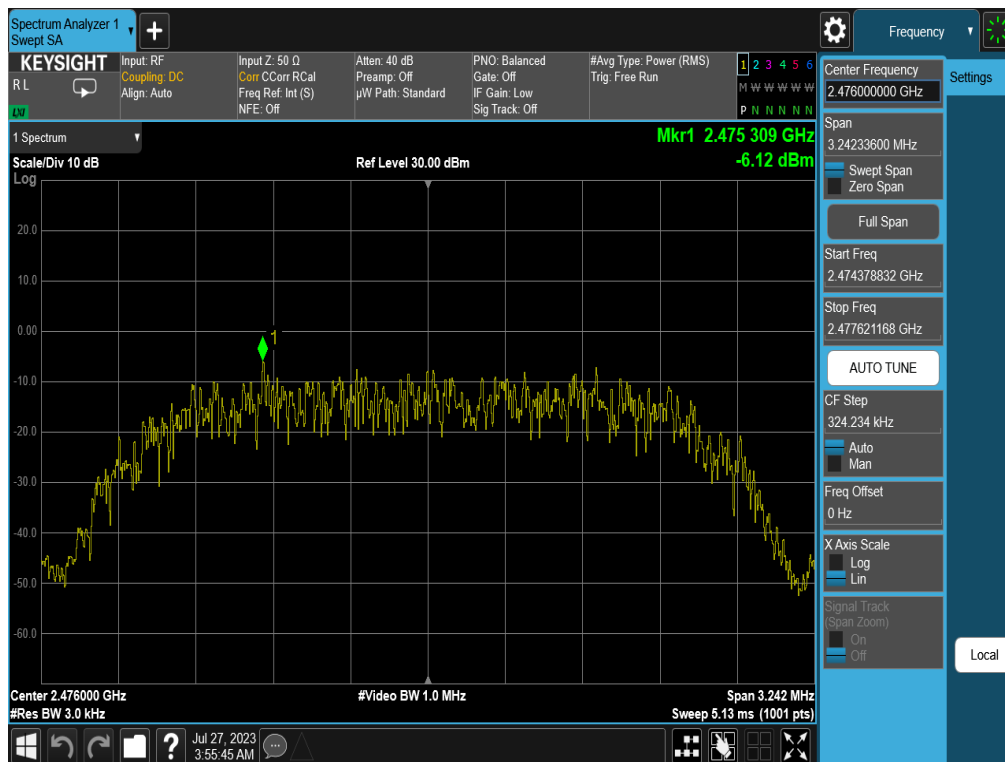 Spectrum Analyzer 1
Swept SA
Frequency
KEYSIGHT
R L
LXI
Input: RF
Coupling: DC
Align: Auto
Input Z: 50 Ω
Corr CCorr RCal
Freq Ref: Int (S)
NFE: Off
Atten: 40 dB
Preamp: Off
µW Path: Standard
PNO: Balanced
Gate: Off
IF Gain: Low
Sig Track: Off
#Avg Type: Power (RMS)
Trig: Free Run
1 2 3 4 5 6
M W W W W W
P N N N N N
1 Spectrum
Scale/Div 10 dB
Log
Ref Level 30.00 dBm
Mkr1 2.475 309 GHz
-6.12 dBm
20.0
10.0
0.00
-10.0
-20.0
-30.0
-40.0
-50.0
-60.0
1
Center 2.476000 GHz
#Res BW 3.0 kHz
#Video BW 1.0 MHz
Span 3.242 MHz
Sweep 5.13 ms (1001 pts)
Center Frequency
2.476000000 GHz
Span
3.24233600 MHz
Swept Span
Zero Span
Full Span
Start Freq
2.474378832 GHz
Stop Freq
2.477621168 GHz
AUTO TUNE
CF Step
324.234 kHz
Auto
Man
Freq Offset
0 Hz
X Axis Scale
Log
Lin
Signal Track
(Span Zoom)
On
Off
Settings
Local
Jul 27, 2023
3:55:45 AM